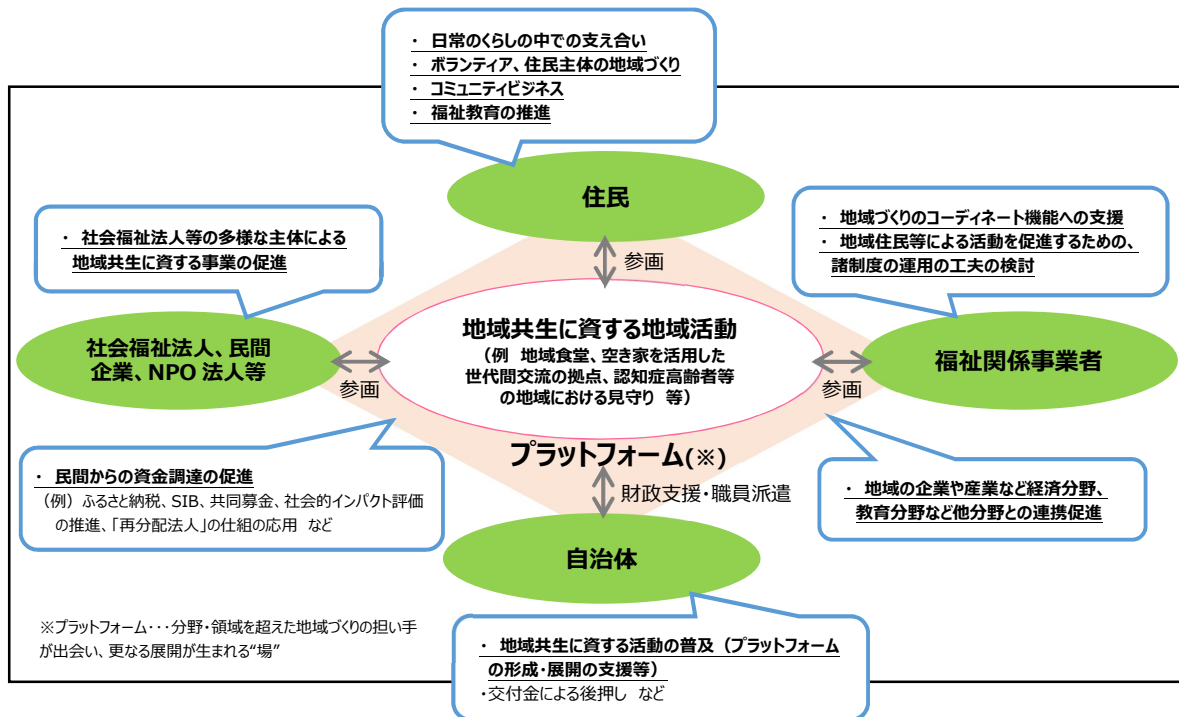 ・ 日常のくらしの中での支え合い
・ ボランティア、住民主体の地域づくり
・ コミュニティビジネス
・ 福祉教育の推進
住民
・ 社会福祉法人等の多様な主体による
地域共生に資する事業の促進
・ 地域づくりのコーディネート機能への支援
・ 地域住民等による活動を促進するための、
諸制度の運用の工夫の検討
参画
社会福祉法人、民間
企業、NPO 法人等
参画
地域共生に資する地域活動
(例 地域食堂、空き家を活用した
世代間交流の拠点、認知症高齢者等
の地域における見守り 等)
参画
福祉関係事業者
プラットフォーム(※)
・ 民間からの資金調達の促進
(例)ふるさと納税、SIB、共同募金、社会的インパクト評価
の推進、「再分配法人」の仕組の応用 など
財政支援・職員派遣
・ 地域の企業や産業など経済分野、
教育分野など他分野との連携促進
自治体
※プラットフォーム・・・分野・領域を超えた地域づくりの担い手
が出会い、更なる展開が生まれる“場”
・ 地域共生に資する活動の普及(プラットフォーム
の形成・展開の支援等)
・交付金による後押し など